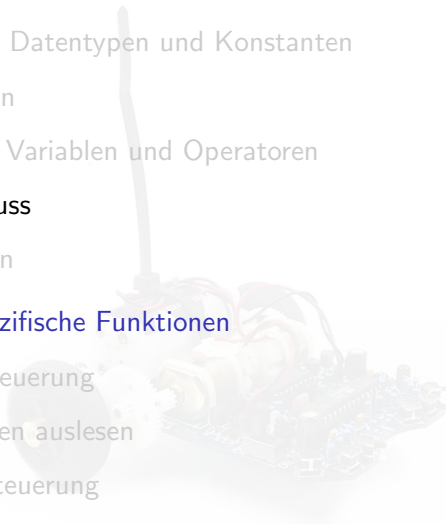 Datentypen und Konstanten
n
Variablen und Operatoren
uss
n
zifische Funktionen
euerung
en auslesen
teuerung